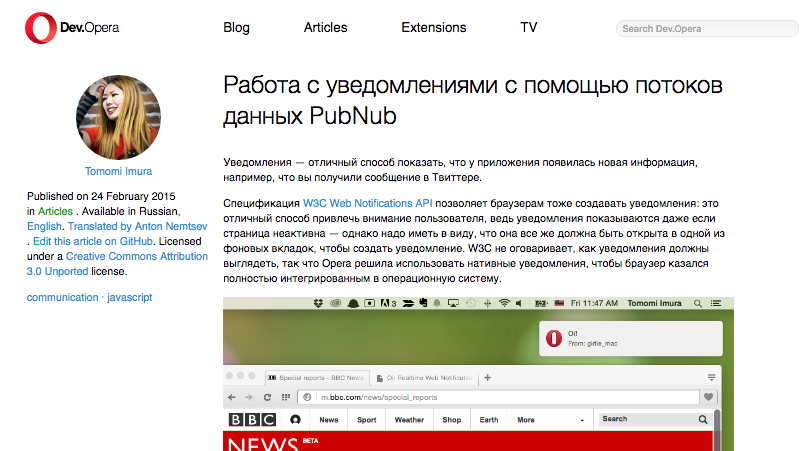 Dev.Opera
Blog
Articles
Extensions
TV
Search Dev.Opera
Tomomi Imura
Published on 24 February 2015
in Articles . Available in Russian,
English. Translated by Anton Nemtsev
. Edit this article on GitHub. Licensed
under a Creative Commons Attribution
3.0 Unported license.
communication · javascript
Работа с уведомлениями с помощью потоков
данных PubNub
Уведомления — отличный способ показать, что у приложения появилась новая информация,
например, что вы получили сообщение в Твиттере.
Спецификация W3C Web Notifications API позволяет браузерам тоже создавать уведомления: это
отличный способ привлечь внимание пользователя, ведь уведомления показываются даже если
страница неактивна — однако надо иметь в виду, что она все же должна быть открыта в одной из
фоновых вкладок, чтобы создать уведомление. W3C не оговаривает, как уведомления должны
выглядеть, так что Opera решила использовать нативные уведомления, чтобы браузер казался
полностью интегрированным в операционную систему.
3
Fri 11:47 AM
Tomomi Imura
Oi!
From: girlie_mac
Special reports - BBC News
Oi: Realtime Web Notification
m.bbc.com/news/special_reports
BBC
News
Sport
Weather
Shop
Earth
More
Search
NEWS BETA